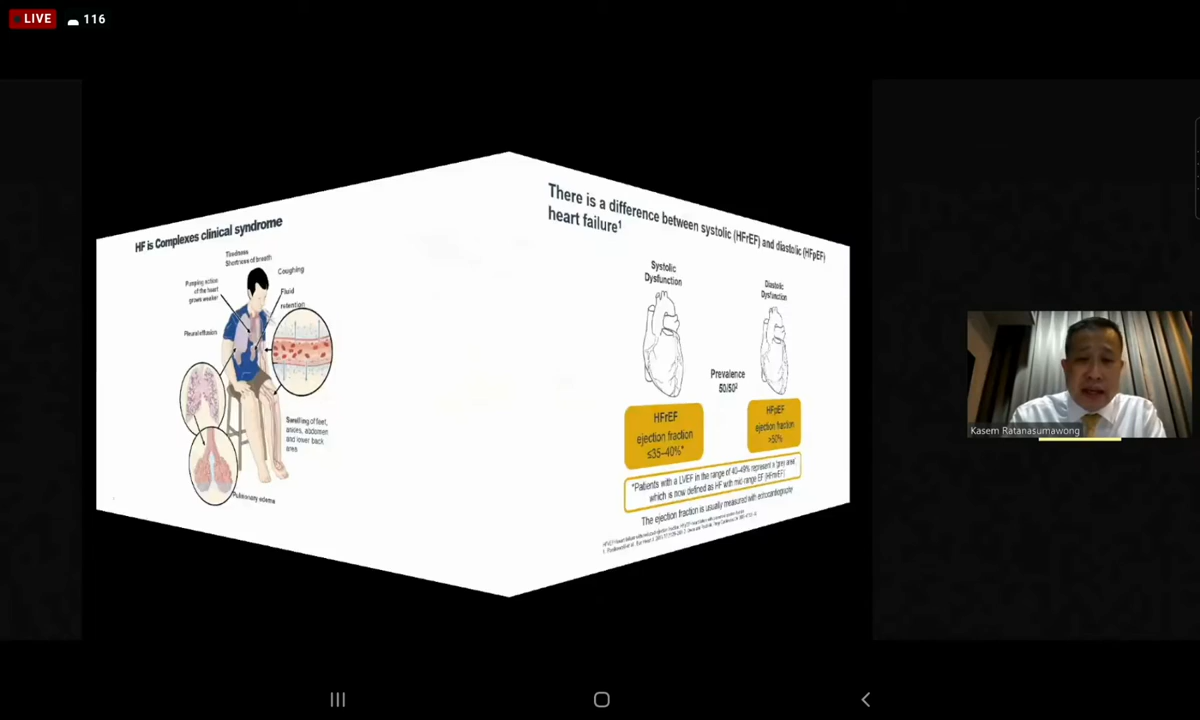 LIVE 116
HF is Complexes clinical syndrome
Tiredness
Shortness of breath
Coughing
Pumping action
of the heart
grows weaker
Fluid
retention
Pleural effusion
Swelling of feet,
ankles, abdomen
and lower back
area
Pulmonary edema
There is a difference between systolic (HFrEF) and diastolic (HFpEF)
heart failure¹
Systolic
Dysfunction
Diastolic
Dysfunction
Prevalence
50/50²
HFrEF
ejection fraction
≤35–40%*
HFpEF
ejection fraction
>50%
*Patients with a LVEF in the range of 40–49% represent a 'grey area',
which is now defined as HF with mid-range EF (HFmrEF)
The ejection fraction is usually measured with echocardiography
Kasem Ratanasumawong